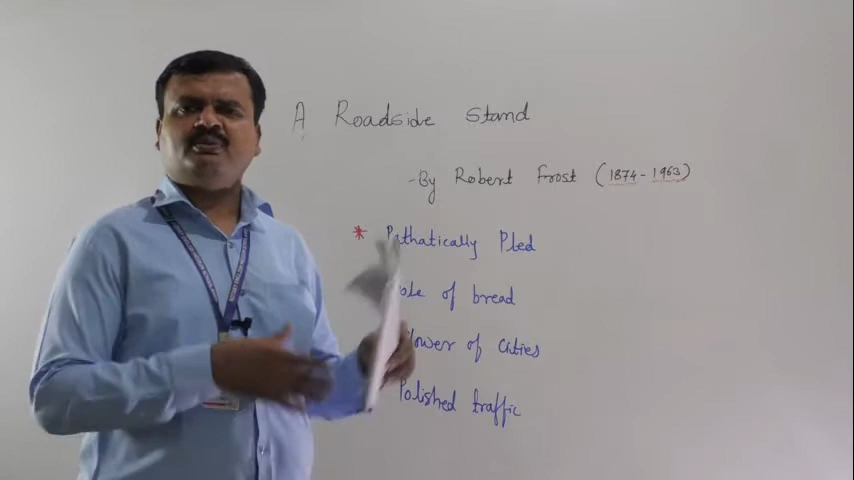 A Roadside Stand
-By Robert Frost (1874-1963)
* Pathatically Pled
of bread
of cities
Polished traffic